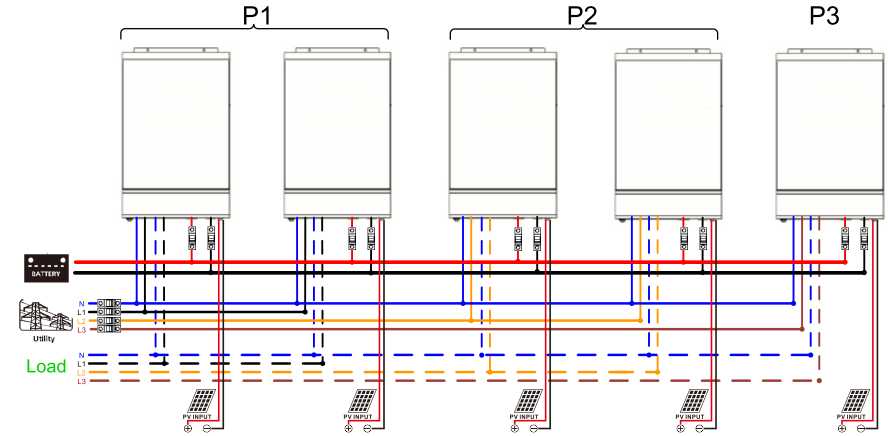 P1
P2
P3
BATTERY
N
L1
L2
L3
Utility
Load
N
L1
L2
L3
PV INPUT
PV INPUT
PV INPUT
PV INPUT
PV INPUT